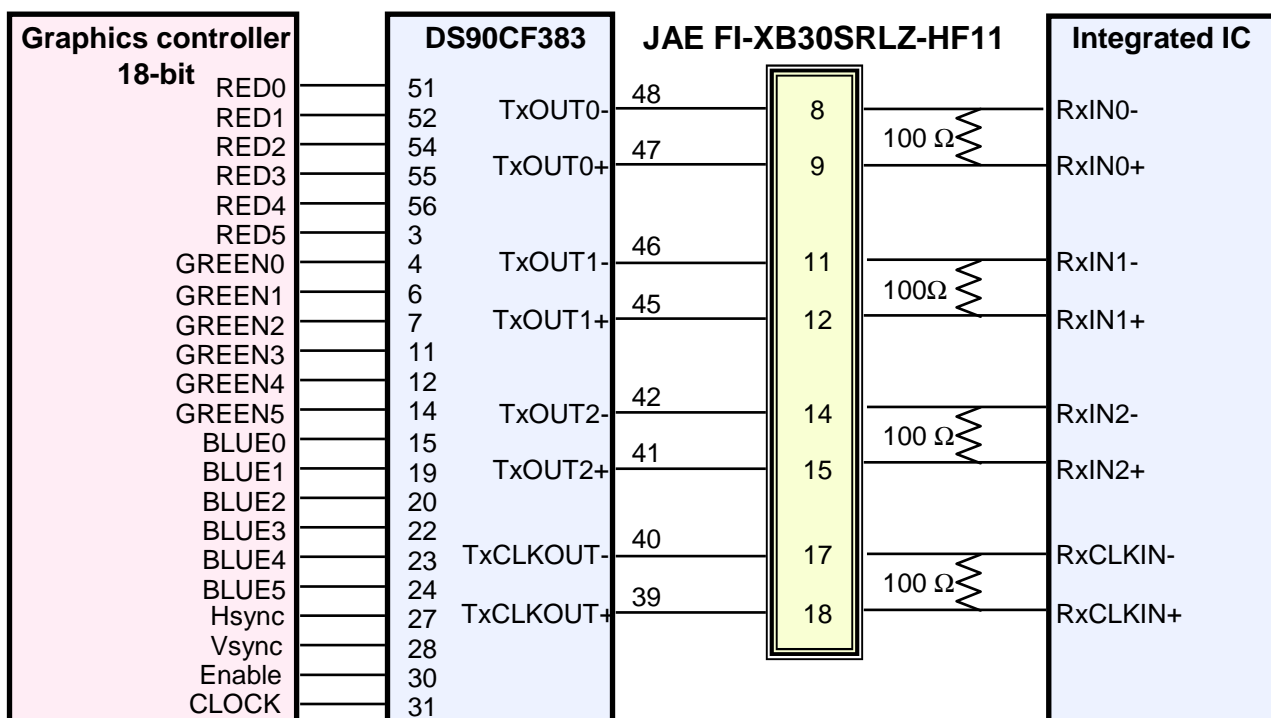 Graphics controller
18-bit
DS90CF383
JAE FI-XB30SRLZ-HF11
Integrated IC
RED0
RED1
RED2
RED3
RED4
RED5
GREEN0
GREEN1
GREEN2
GREEN3
GREEN4
GREEN5
BLUE0
BLUE1
BLUE2
BLUE3
BLUE4
BLUE5
Hsync
Vsync
Enable
CLOCK
51
52
54
55
56
3
4
6
7
11
12
14
15
19
20
22
23
24
27
28
30
31
TxOUT0-
TxOUT0+
TxOUT1-
TxOUT1+
TxOUT2-
TxOUT2+
TxCLKOUT-
TxCLKOUT+
48
47
46
45
42
41
40
39
8
9
11
12
14
15
17
18
100 Ω
100Ω
100 Ω
100 Ω
RxIN0-
RxIN0+
RxIN1-
RxIN1+
RxIN2-
RxIN2+
RxCLKIN-
RxCLKIN+